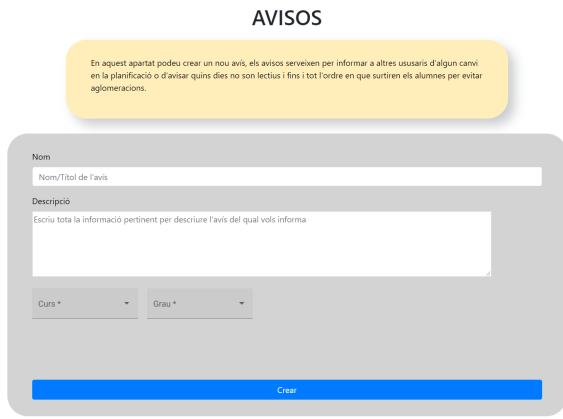 AVISOS
En aquest apartat podeu crear un nou avís, els avisos serveixen per informar a altres ususaris d'algun canvi
en la planificació o d'avisar quins dies no son lectius i fins i tot l'ordre en que surtiren els alumnes per evitar
aglomeracions.
Nom
Nom/Títol de l'avís
Descripció
Escriu tota la informació pertinent per descriure l'avís del qual vols informa
Curs * Grau *
Crear